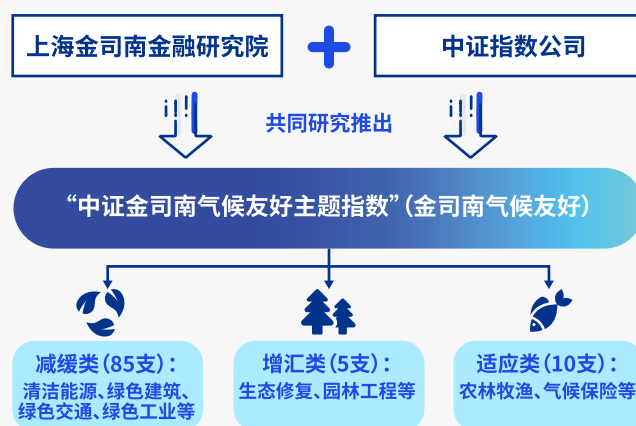 上海金司南金融研究院
中证指数公司
共同研究推出
“中证金司南气候友好主题指数”（金司南气候友好）
减缓类（85支）：
清洁能源、绿色建筑、
绿色交通、绿色工业等
增汇类（5支）：
生态修复、园林工程等
适应类（10支）：
农林牧渔、气候保险等